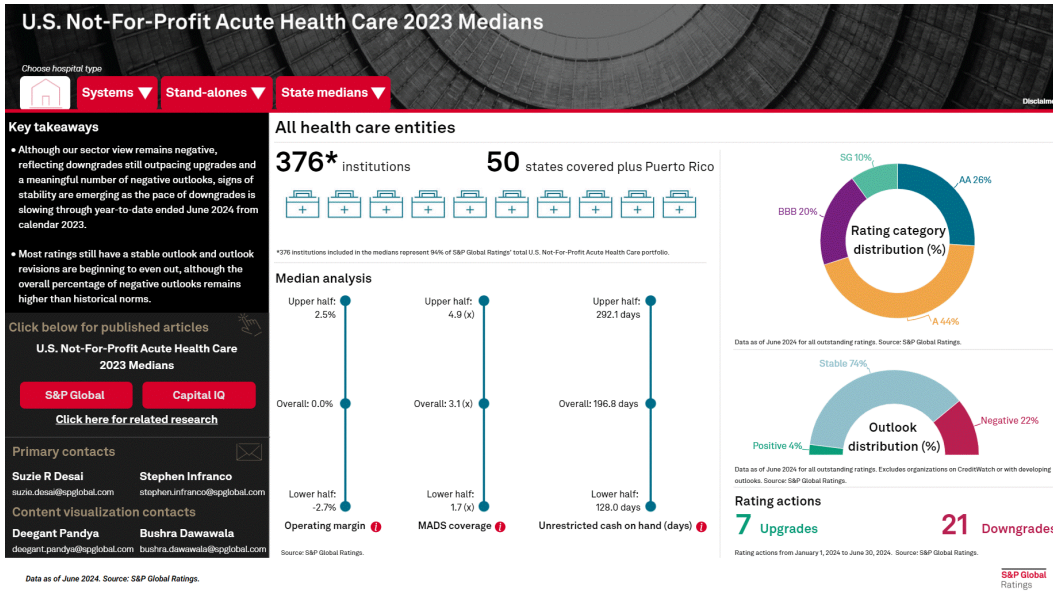 U.S. Not-For-Profit Acute Health Care 2023 Medians
Choose hospital type
Systems
Stand-alones
State medians
Disclaime
Key takeaways
• Although our sector view remains negative,
reflecting downgrades still outpacing upgrades and
a meaningful number of negative outlooks, signs of
stability are emerging as the pace of downgrades is
slowing through year-to-date ended June 2024 from
calendar 2023.
• Most ratings still have a stable outlook and outlook
revisions are beginning to even out, although the
overall percentage of negative outlooks remains
higher than historical norms.
Click below for published articles
U.S. Not-For-Profit Acute Health Care
2023 Medians
S&P Global
Capital IQ
Click here for related research
Primary contacts
Suzie R Desai
Stephen Infranco
suzie.desai@spglobal.com
stephen.infranco@spglobal.com
Content visualization contacts
Deegant Pandya
Bushra Dawawala
deegant.pandya@spglobal.com
bushra.dawawala@spglobal.com
All health care entities
376* institutions
50 states covered plus Puerto Rico
*376 institutions included in the medians represent 94% of S&P Global Ratings' total U.S. Not-For-Profit Acute Health Care portfolio.
Median analysis
Upper half:
2.5%
Overall: 0.0%
Lower half:
-2.7%
Operating margin
Upper half:
4.9 (x)
Overall: 3.1 (x)
Lower half:
1.7 (x)
MADS coverage
Upper half:
292.1 days
Overall: 196.8 days
Lower half:
128.0 days
Unrestricted cash on hand (days)
Source: S&P Global Ratings.
SG 10%
AA 26%
BBB 20%
Rating category
distribution (%)
A 44%
Data as of June 2024 for all outstanding ratings. Source: S&P Global Ratings.
Stable 74%
Negative 22%
Outlook
distribution (%)
Positive 4%
Data as of June 2024 for all outstanding ratings. Excludes organizations on CreditWatch or with developing
outlooks. Source: S&P Global Ratings.
Rating actions
7 Upgrades
21 Downgrades
Rating actions from January 1, 2024 to June 30, 2024. Source: S&P Global Ratings.
Data as of June 2024. Source: S&P Global Ratings.
S&P Global
Ratings